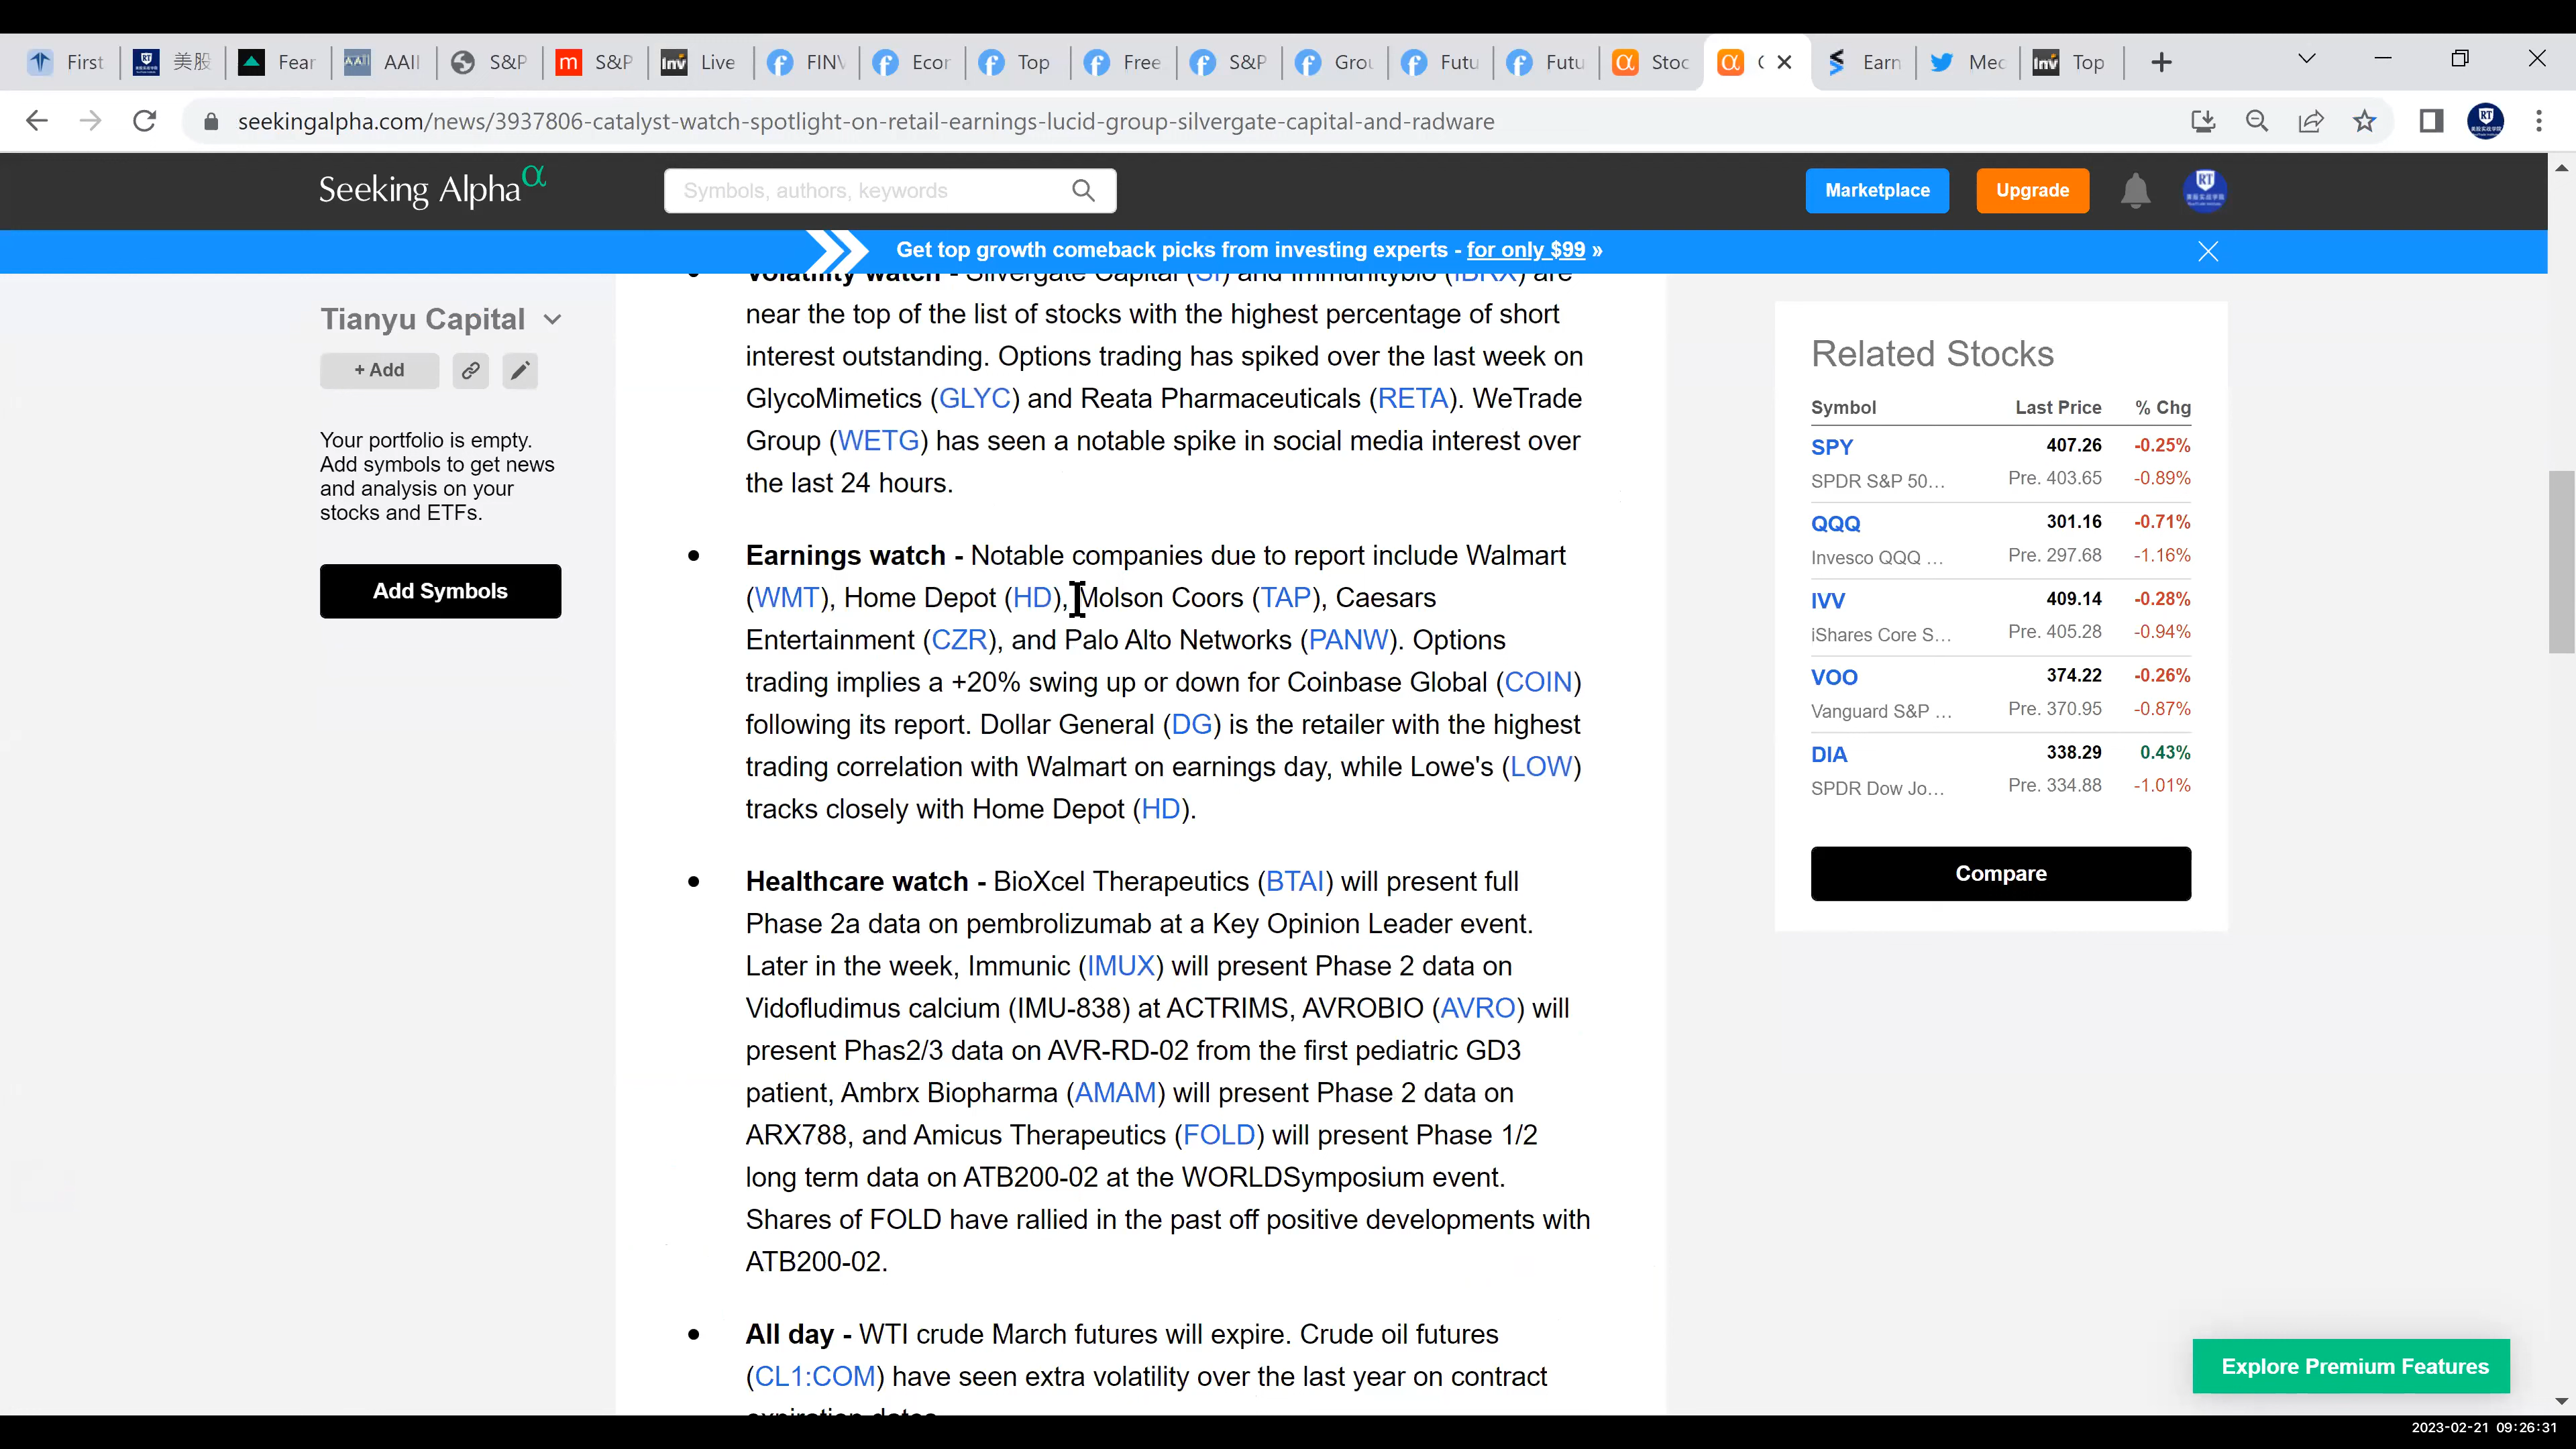 First
美股
Fear
AAII
S&P
S&P
Live
FINV
Econ
Top
Free
S&P
Grou
Futu
Futu
Stoc
Earn
Mec
Top
seekingalpha.com/news/3937806-catalyst-watch-spotlight-on-retail-earnings-lucid-group-silvergate-capital-and-radware
Seeking Alpha α
Symbols, authors, keywords
Marketplace
Upgrade
Get top growth comeback picks from investing experts - for only $99 »
Tianyu Capital
+ Add
Your portfolio is empty.
Add symbols to get news
and analysis on your
stocks and ETFs.
Add Symbols
Volatility watch - Silvergate Capital (SI) and Immunitybio (IBRX) are
near the top of the list of stocks with the highest percentage of short
interest outstanding. Options trading has spiked over the last week on
GlycoMimetics (GLYC) and Reata Pharmaceuticals (RETA). WeTrade
Group (WETG) has seen a notable spike in social media interest over
the last 24 hours.
Earnings watch - Notable companies due to report include Walmart
(WMT), Home Depot (HD), Molson Coors (TAP), Caesars
Entertainment (CZR), and Palo Alto Networks (PANW). Options
trading implies a +20% swing up or down for Coinbase Global (COIN)
following its report. Dollar General (DG) is the retailer with the highest
trading correlation with Walmart on earnings day, while Lowe's (LOW)
tracks closely with Home Depot (HD).
Healthcare watch - BioXcel Therapeutics (BTAI) will present full
Phase 2a data on pembrolizumab at a Key Opinion Leader event.
Later in the week, Immunic (IMUX) will present Phase 2 data on
Vidofludimus calcium (IMU-838) at ACTRIMS, AVROBIO (AVRO) will
present Phas2/3 data on AVR-RD-02 from the first pediatric GD3
patient, Ambrx Biopharma (AMAM) will present Phase 2 data on
ARX788, and Amicus Therapeutics (FOLD) will present Phase 1/2
long term data on ATB200-02 at the WORLDSymposium event.
Shares of FOLD have rallied in the past off positive developments with
ATB200-02.
All day - WTI crude March futures will expire. Crude oil futures
(CL1:COM) have seen extra volatility over the last year on contract
expiration dates.
Related Stocks
Symbol Last Price % Chg
SPY 407.26 -0.25%
SPDR S&P 50... Pre. 403.65 -0.89%
QQQ 301.16 -0.71%
Invesco QQQ ... Pre. 297.68 -1.16%
IVV 409.14 -0.28%
iShares Core S... Pre. 405.28 -0.94%
VOO 374.22 -0.26%
Vanguard S&P ... Pre. 370.95 -0.87%
DIA 338.29 0.43%
SPDR Dow Jo... Pre. 334.88 -1.01%
Compare
Explore Premium Features
2023-02-21 09:26:31